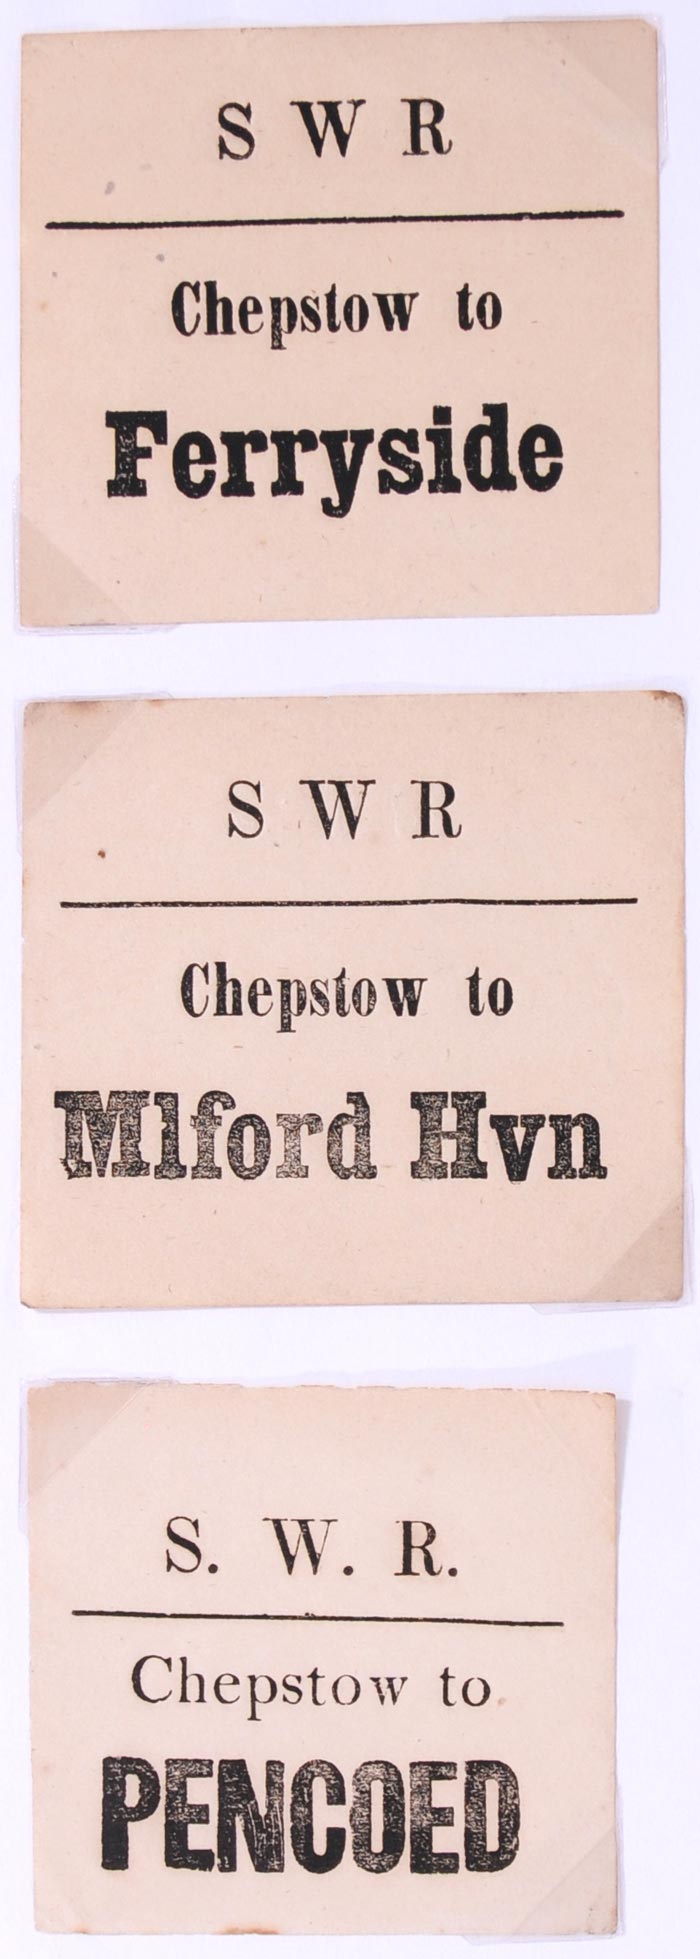 S W R
Chepstow to
Ferryside
S W R
Chepstow to
Mlford Hvn
S. W. R.
Chepstow to
PENCOED